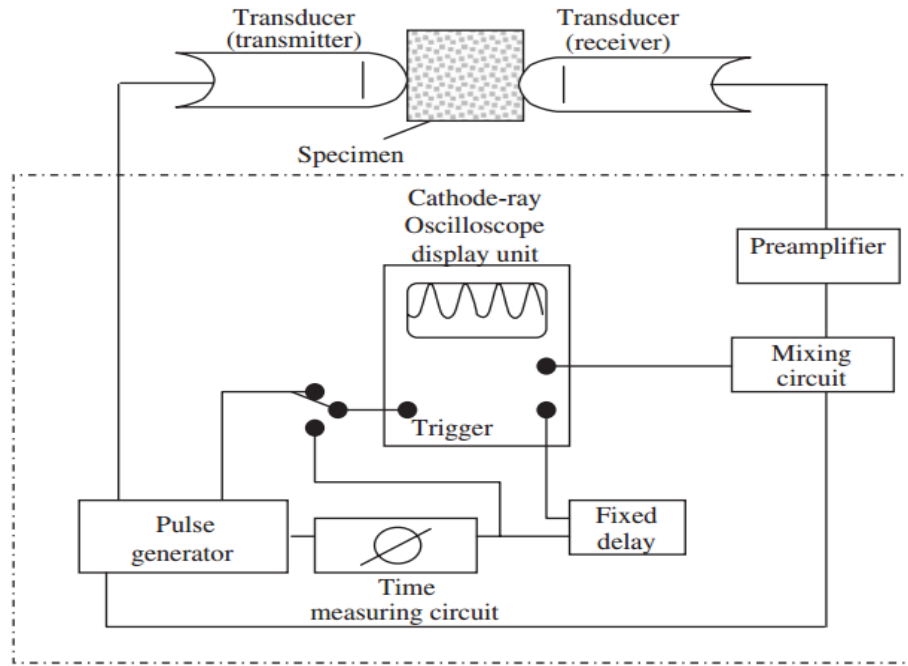 Transducer
(transmitter)
Transducer
(receiver)
Specimen
Cathode-ray
Oscilloscope
display unit
Preamplifier
Mixing
circuit
Trigger
Pulse
generator
Fixed
delay
Time
measuring circuit